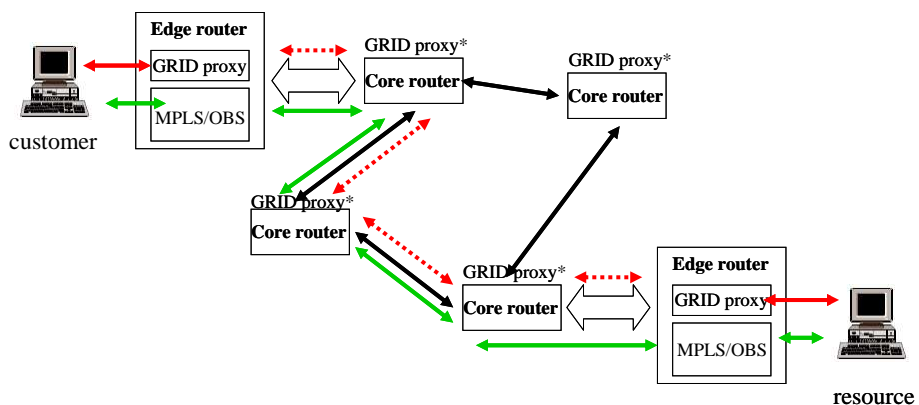 Edge router
GRID proxy
MPLS/OBS
customer
GRID proxy*
Core router
GRID proxy*
Core router
GRID proxy*
Core router
GRID proxy*
Core router
Edge router
GRID proxy
MPLS/OBS
resource